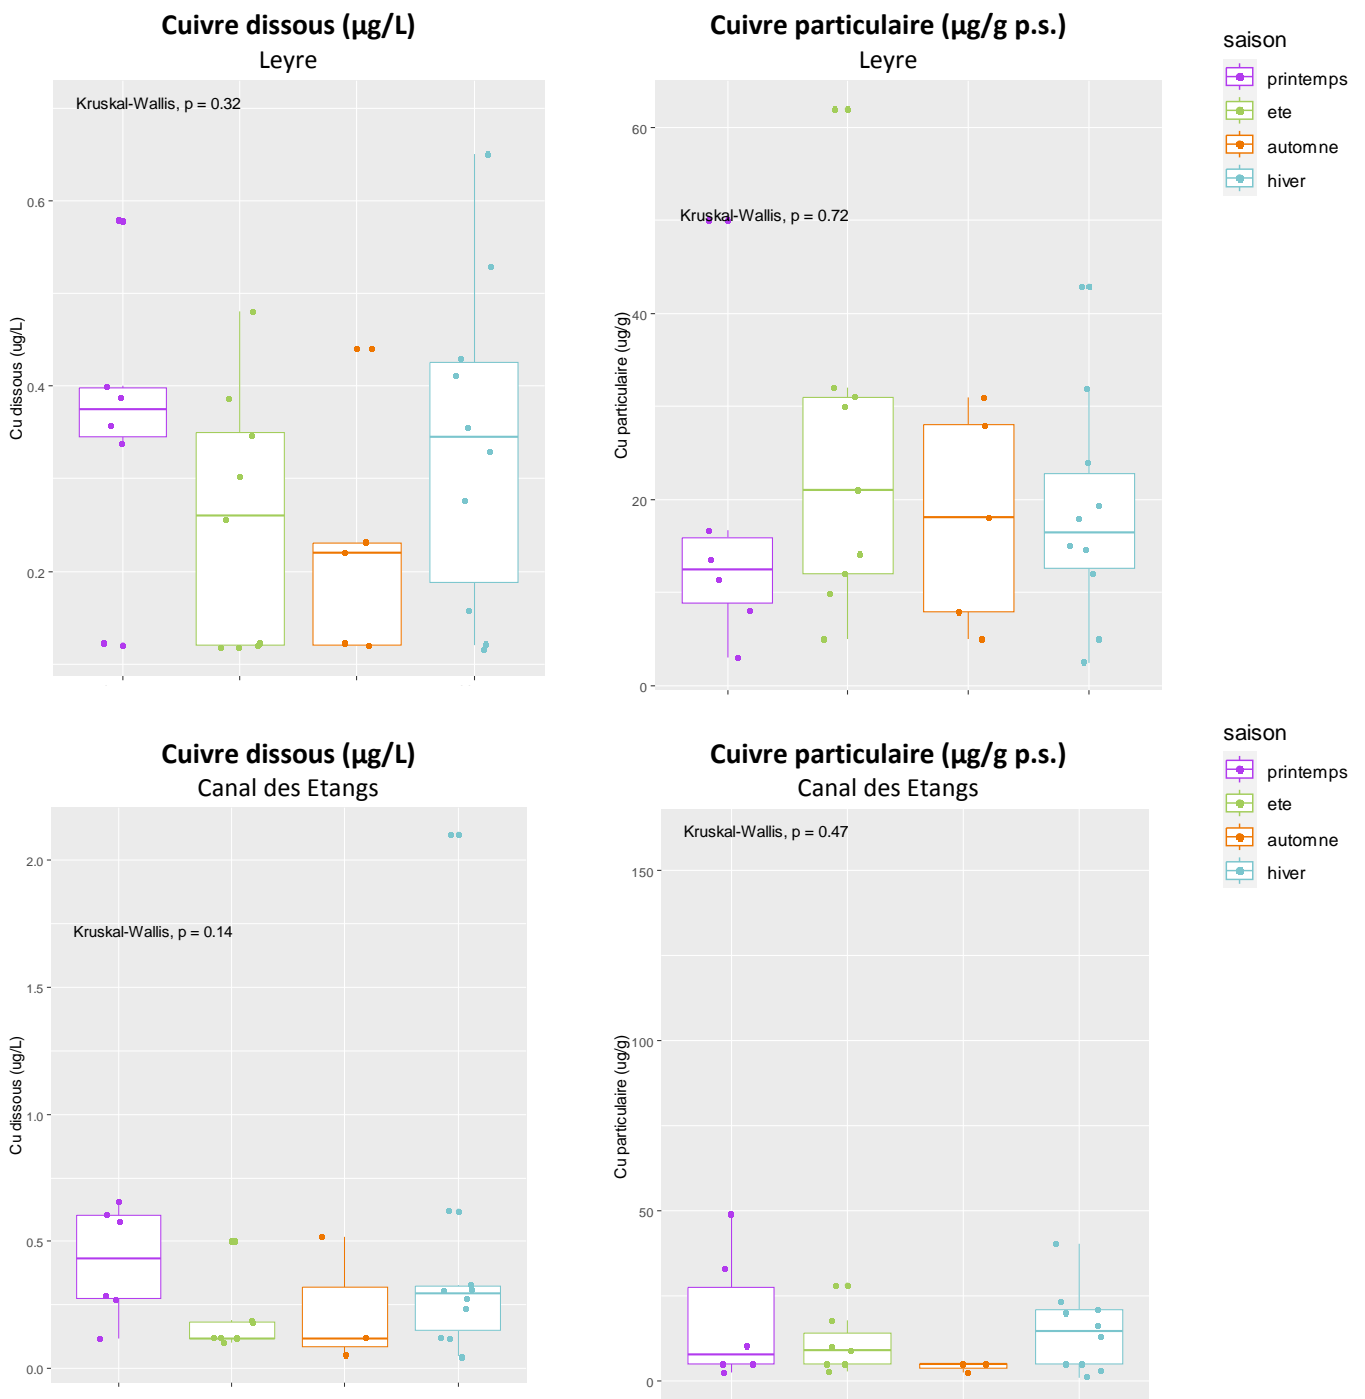 Cuivre dissous (µg/L)
Leyre
Kruskal-Wallis, p = 0.32
0.6
0.4
0.2
Cu dissous (ug/L)
Cuivre particulaire (µg/g p.s.)
Leyre
Kruskal-Wallis, p = 0.72
60
40
20
0
Cu particulaire (ug/g)
saison
printemps
ete
automne
hiver
Cuivre dissous (µg/L)
Canal des Etangs
Kruskal-Wallis, p = 0.14
2.0
1.5
1.0
0.5
0.0
Cu dissous (ug/L)
Cuivre particulaire (µg/g p.s.)
Canal des Etangs
Kruskal-Wallis, p = 0.47
150
100
50
0
Cu particulaire (ug/g)
saison
printemps
ete
automne
hiver